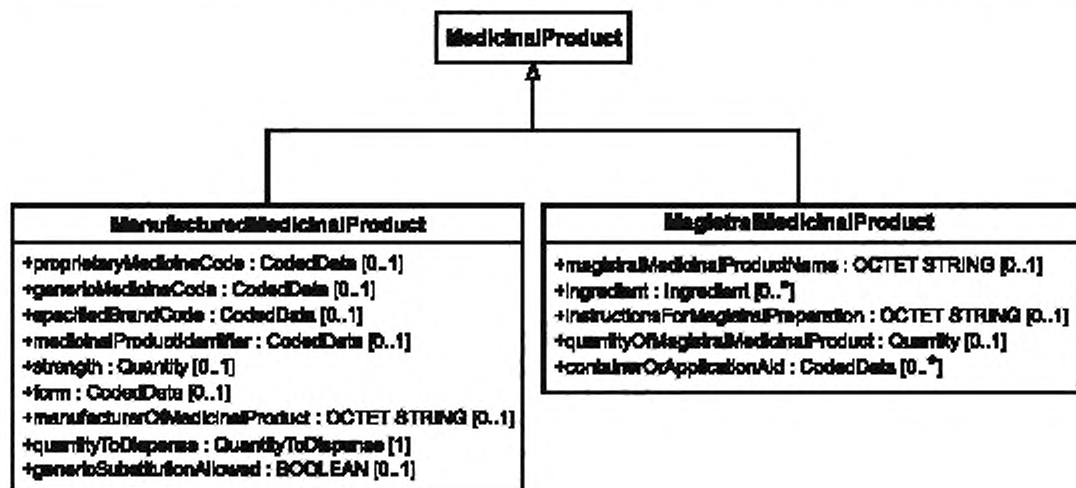 MedicinalProduct
ManufacturedMedicinalProduct
+proprietaryMedicineCode : CodedData [0..1]
+genericMedicineCode : CodedData [0..1]
+specifiedBrandCode : CodedData [0..1]
+medicinalProductIdentifier : CodedData [0..1]
+strength : Quantity [0..1]
+form : CodedData [0..1]
+manufacturerOfMedicinalProduct : OCTET STRING [0..1]
+quantityToDispense : QuantityToDispense [1]
+genericSubstitutionAllowed : BOOLEAN [0..1]
MagistralMedicinalProduct
+magistralMedicinalProductName : OCTET STRING [0..1]
+ingredient : Ingredient [0..*]
+instructionsForMagistralPreparation : OCTET STRING [0..1]
+quantityOfMagistralMedicinalProduct : Quantity [0..1]
+containerOrApplicationAid : CodedData [0..*]